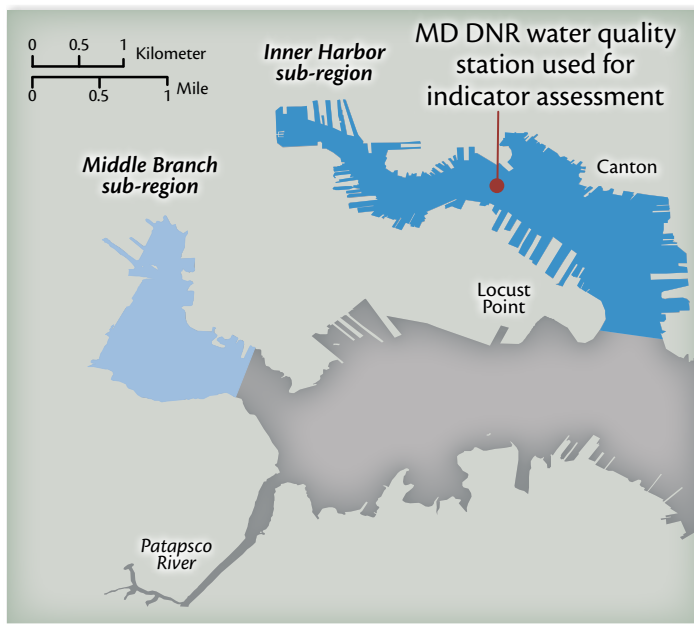 0 0.5 1 Kilometer
0 0.5 1 Mile
Inner Harbor
sub-region
MD DNR water quality
station used for
indicator assessment
Middle Branch
sub-region
Canton
Locust
Point
Patapsco
River